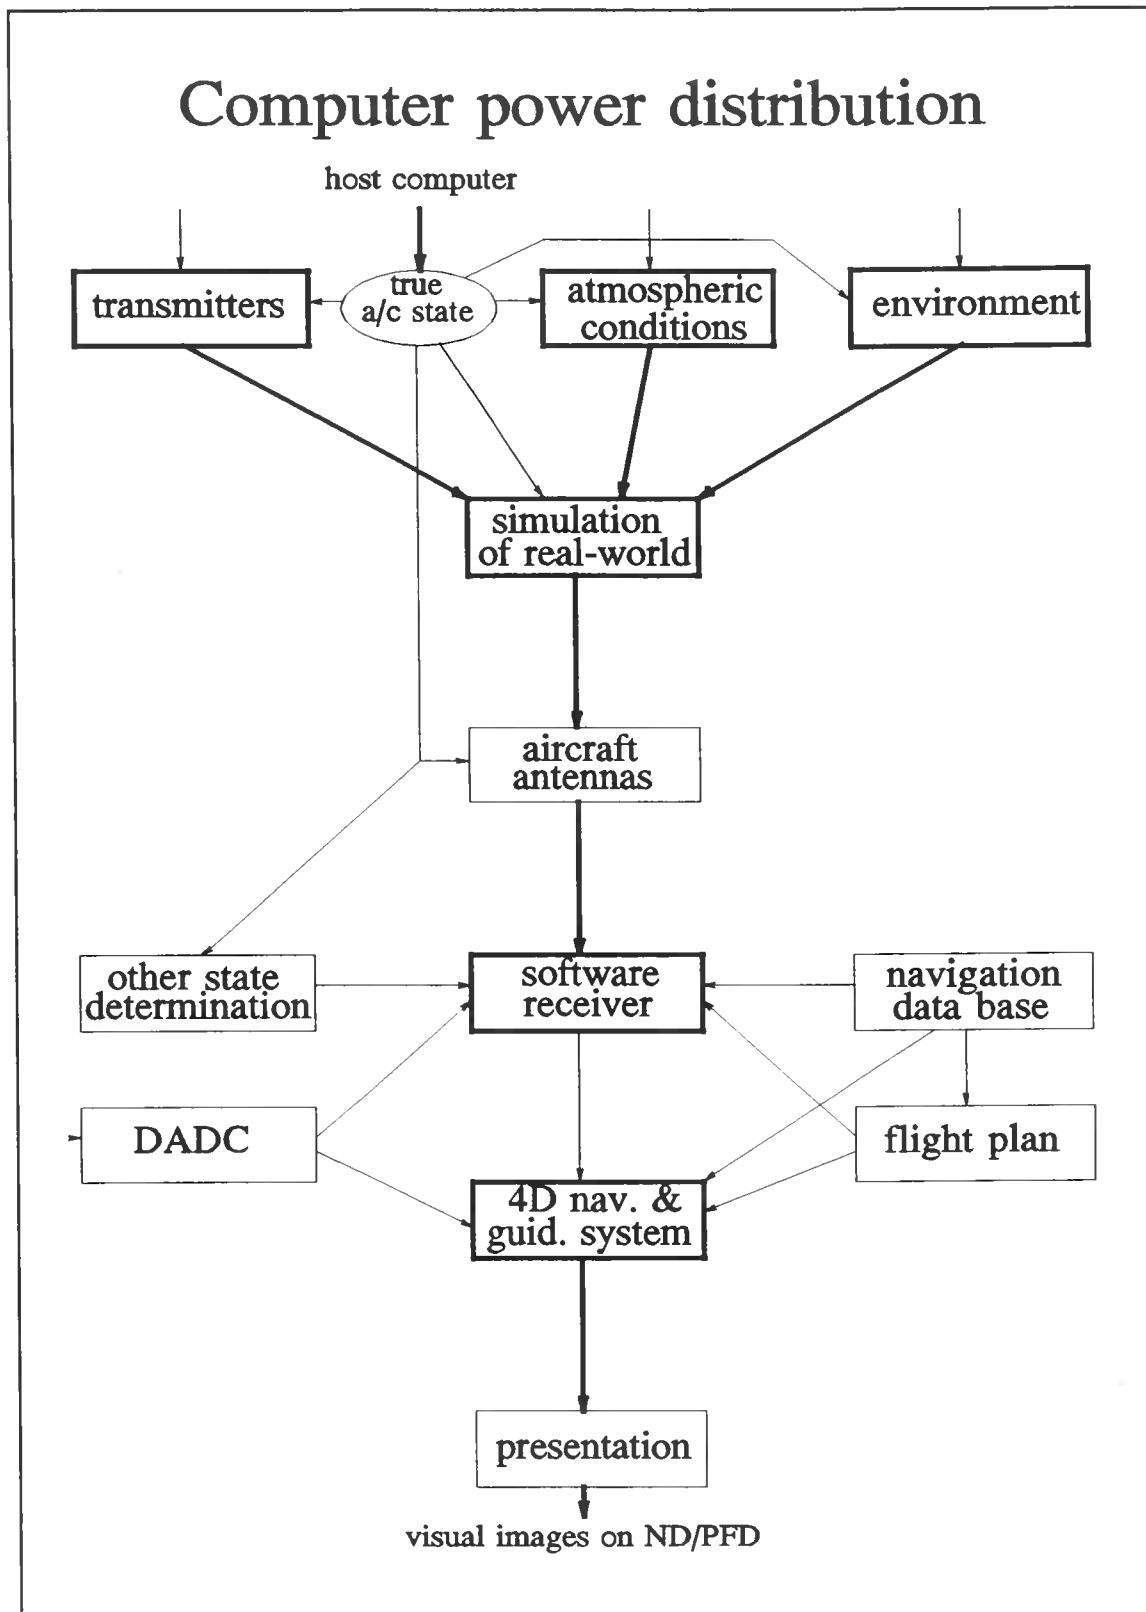 Computer power distribution
host computer
transmitters
true
a/c state
atmospheric
conditions
environment
simulation
of real-world
aircraft
antennas
other state
determination
software
receiver
navigation
data base
DADC
flight plan
4D nav. &
guid. system
presentation
visual images on ND/PFD